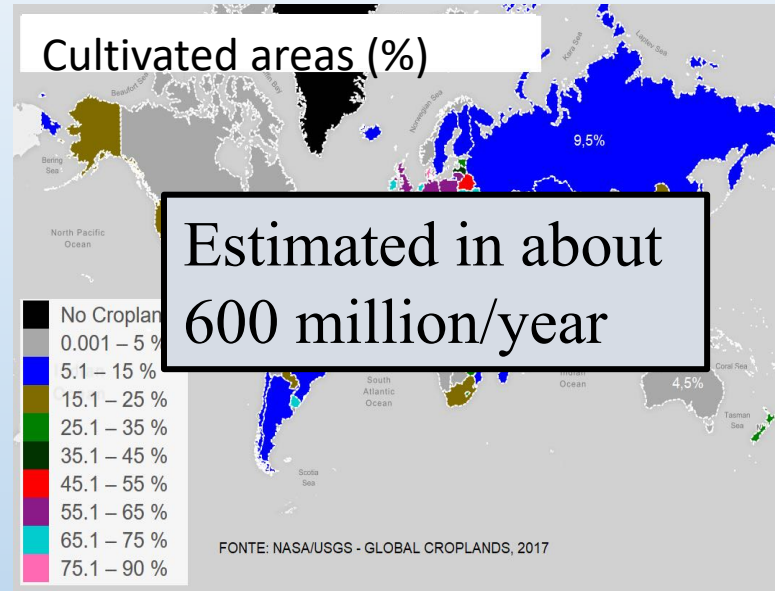 Cultivated areas (%)
Beaufort Sea
Norwegian Sea
Kara Sea
Laptev Sea
9,5%
Bering
Sea
North Pacific
Ocean
Estimated in about
600 million/year
No Croplan
0.001 – 5 %
5.1 – 15 %
15.1 – 25 %
25.1 – 35 %
35.1 – 45 %
45.1 – 55 %
55.1 – 65 %
65.1 – 75 %
75.1 – 90 %
South
Atlantic
Ocean
Ocean
Coral Sea
4,5%
Tasman
Sea
Scotia
Sea
FONTE: NASA/USGS - GLOBAL CROPLANDS, 2017